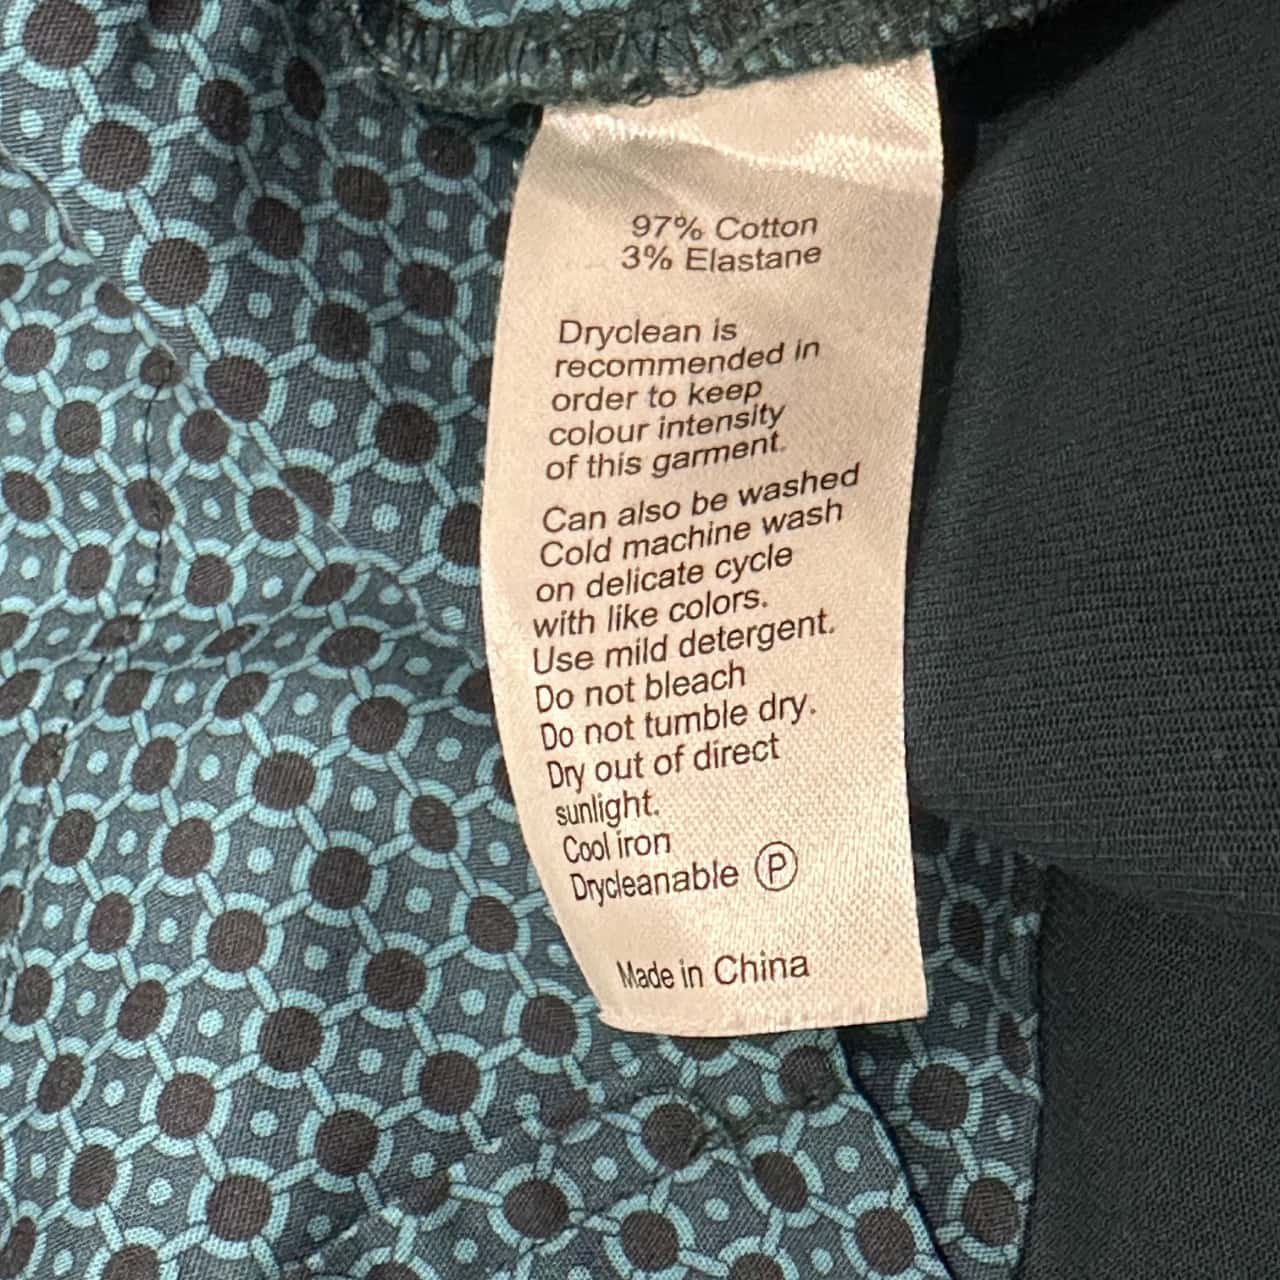 97% Cotton
3% Elastane
Dryclean is
recommended in
order to keep
colour intensity
of this garment.
Can also be washed
Cold machine wash
on delicate cycle
with like colors.
Use mild detergent.
Do not bleach
Do not tumble dry.
Dry out of direct
sunlight.
Cool iron
Drycleanable Ⓟ
Made in China